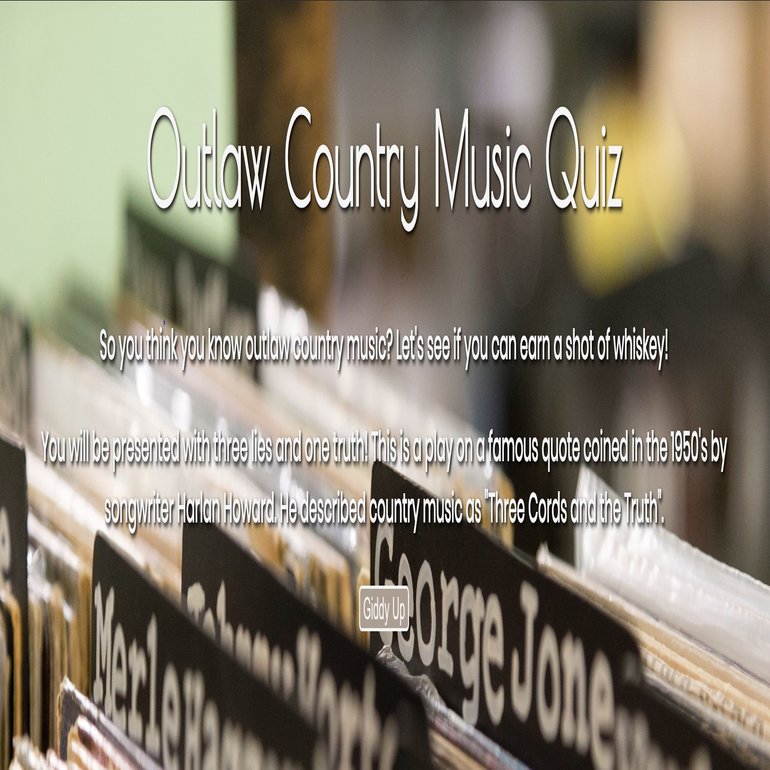 Outlaw Country Music Quiz
So you think you know outlaw country music? Let's see if you can earn a shot of whiskey!
You will be presented with three lies and one truth! This is a play on a famous quote coined in the 1950's by
songwriter Harlan Howard. He described country music as "Three Cords and the Truth".
Giddy Up
George Jone
Merle